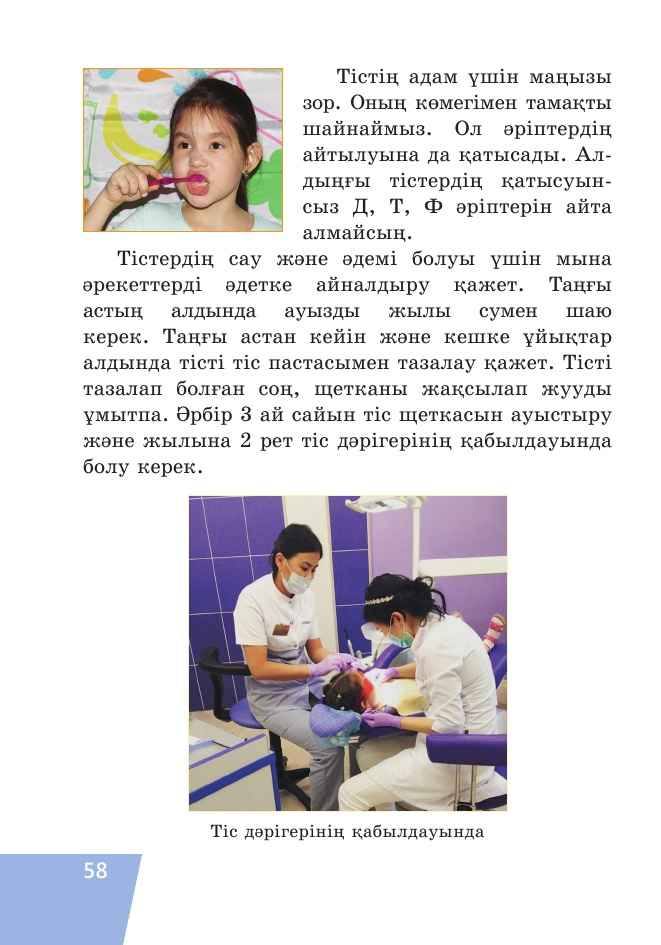 Тістің адам үшін маңызы
зор. Оның көмегімен тамақты
шайнаймыз. Ол әріптердің
айтылуына да қатысады. Ал-
дыңғы тістердің қатысуын-
сыз Д, Т, Ф әріптерін айта
алмайсың.
Тістердің сау және әдемі болуы үшін мына
әрекеттерді әдетке айналдыру қажет. Таңғы
астың алдында ауызды жылы сумен шаю
керек. Таңғы астан кейін және кешке ұйықтар
алдында тісті тіс пастасымен тазалау қажет. Тісті
тазалап болған соң, щетканы жақсылап жууды
ұмытпа. Әрбір 3 ай сайын тіс щеткасын ауыстыру
және жылына 2 рет тіс дәрігерінің қабылдауында
болу керек.
Тіс дәрігерінің қабылдауында
58